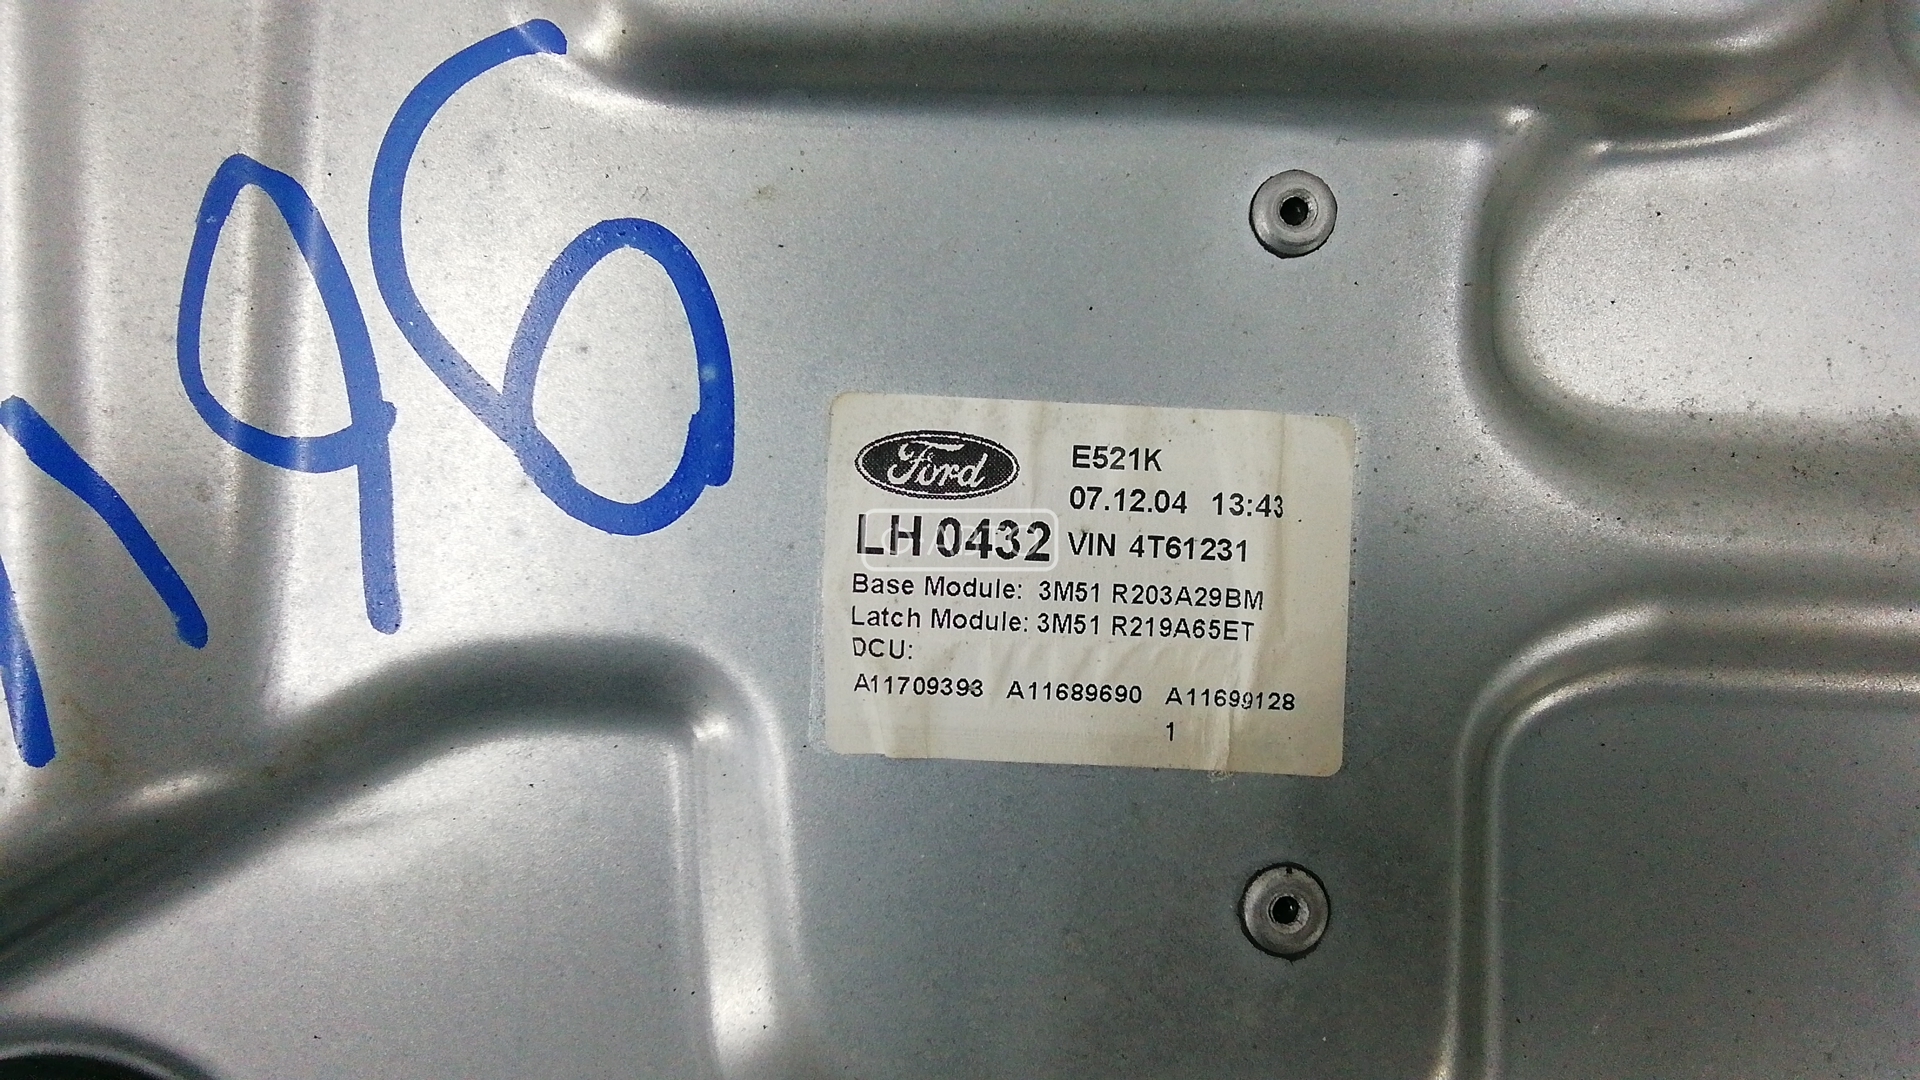 196
Ford
E521K
07.12.04 13:43
LH 0432 VIN 4T61231
Base Module: 3M51 R203A29BM
Latch Module: 3M51 R219A65ET
DCU:
A11709393 A11689690 A11699128
1